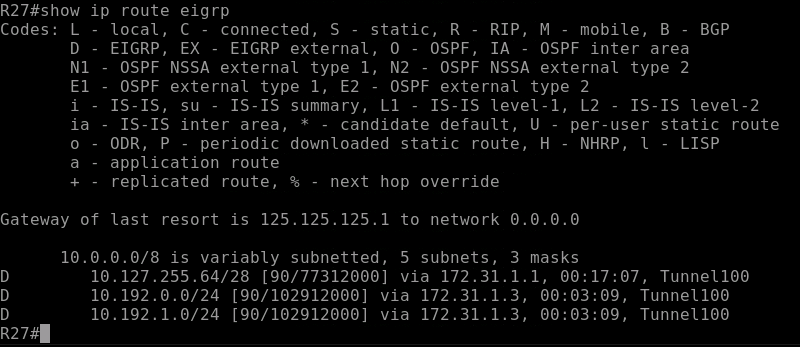 R27#show ip route eigrp
Codes: L - local, C - connected, S - static, R - RIP, M - mobile, B - BGP
       D - EIGRP, EX - EIGRP external, O - OSPF, IA - OSPF inter area
       N1 - OSPF NSSA external type 1, N2 - OSPF NSSA external type 2
       E1 - OSPF external type 1, E2 - OSPF external type 2
       i - IS-IS, su - IS-IS summary, L1 - IS-IS level-1, L2 - IS-IS level-2
       ia - IS-IS inter area, * - candidate default, U - per-user static route
       o - ODR, P - periodic downloaded static route, H - NHRP, l - LISP
       a - application route
       + - replicated route, % - next hop override
Gateway of last resort is 125.125.125.1 to network 0.0.0.0
      10.0.0.0/8 is variably subnetted, 5 subnets, 3 masks
D        10.127.255.64/28 [90/77312000] via 172.31.1.1, 00:17:07, Tunnel100
D        10.192.0.0/24 [90/102912000] via 172.31.1.3, 00:03:09, Tunnel100
D        10.192.1.0/24 [90/102912000] via 172.31.1.3, 00:03:09, Tunnel100
R27#